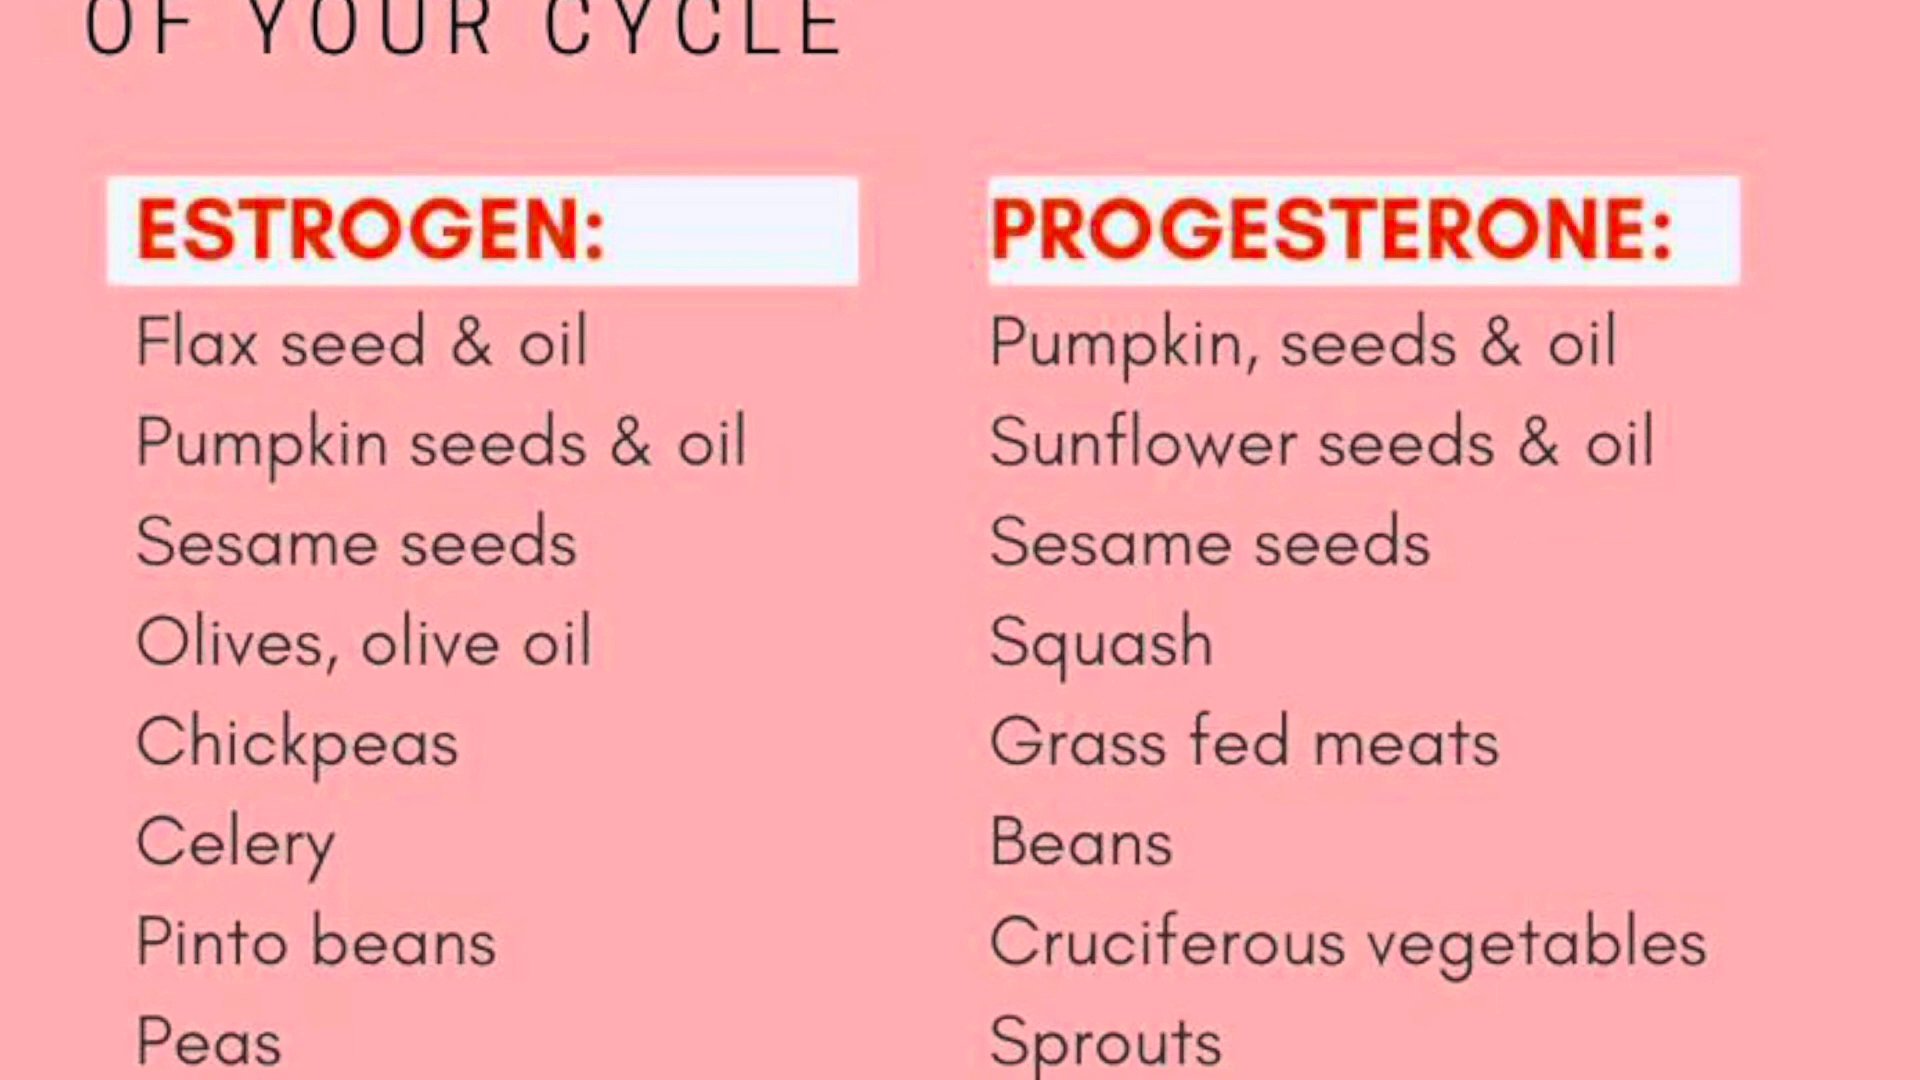 OF YOUR CYCLE
ESTROGEN:
Flax seed & oil
Pumpkin seeds & oil
Sesame seeds
Olives, olive oil
Chickpeas
Celery
Pinto beans
Peas
PROGESTERONE:
Pumpkin, seeds & oil
Sunflower seeds & oil
Sesame seeds
Squash
Grass fed meats
Beans
Cruciferous vegetables
Sprouts